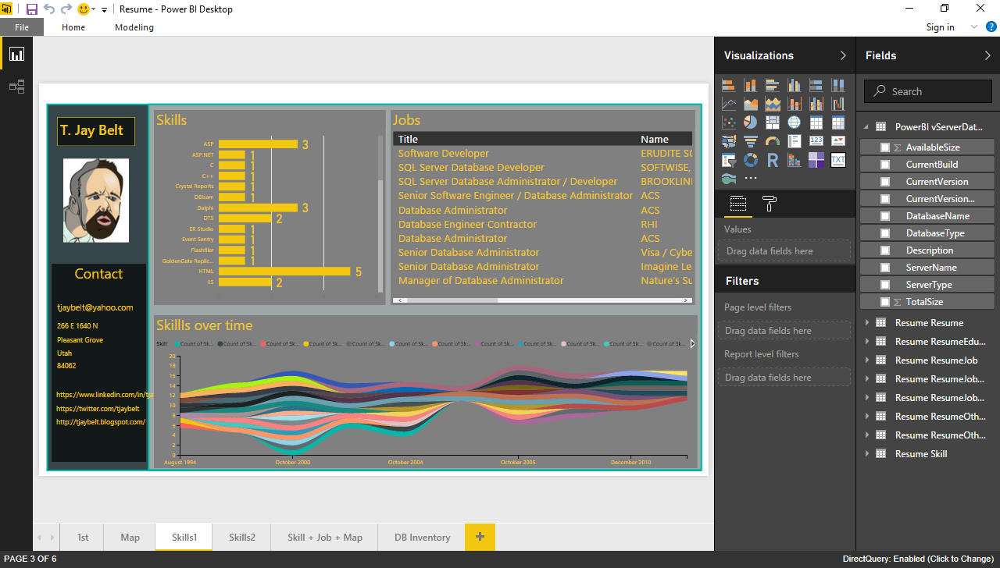 Resume - Power BI Desktop
File Home Modeling Sign in
T. Jay Belt
Contact
tjaybelt@yahoo.com
266 E 1640 N
Pleasant Grove
Utah
84062
https://www.linkedin.com/in/tja
https://twitter.com/tjaybelt
http://tjaybelt.blogspot.com/
Skills
ASP 3
ASP.NET 1
C 1
C++ 1
Crystal Reports 1
DBIsam 1
Delphi 3
DTS 2
ER Studio 1
Event Sentry 1
Flashfiler 1
GoldenGate Replic... 1
HTML 5
IIS 2
Jobs
Title Name
Software Developer ERUDITE SO
SQL Server Database Developer SOFTWISE,
SQL Server Database Administrator / Developer BROOKLINE
Senior Software Engineer / Database Administrator ACS
Database Administrator ACS
Database Engineer Contractor RHI
Database Administrator ACS
Senior Database Administrator Visa / Cybe
Senior Database Administrator Imagine Le
Manager of Database Administrator Nature's Su
Skillls over time
Skill Count of Sk... Count of Sk... Count of Sk... Count of Sk... Count of Sk... Count of Sk... Count of Sk... Count of Sk... Count of Sk... Count of Sk... Count of Sk... Count of Sk...
20
18
16
14
12
10
8
6
4
2
0
August 1994 October 2000 October 2004 October 2005 December 2010
Visualizations
R
123
TXT
...
Values
Drag data fields here
Filters
Page level filters
Drag data fields here
Report level filters
Drag data fields here
Fields
Search
PowerBI vServerDat...
Σ AvailableSize
CurrentBuild
CurrentVersion
CurrentVersion...
DatabaseName
DatabaseType
Description
ServerName
ServerType
Σ TotalSize
Resume Resume
Resume ResumeEdu...
Resume ResumeJob
Resume ResumeJob...
Resume ResumeJob...
Resume ResumeOth...
Resume ResumeOth...
Resume Skill
1st Map Skills1 Skills2 Skill + Job + Map DB Inventory +
PAGE 3 OF 6 DirectQuery: Enabled (Click to Change)